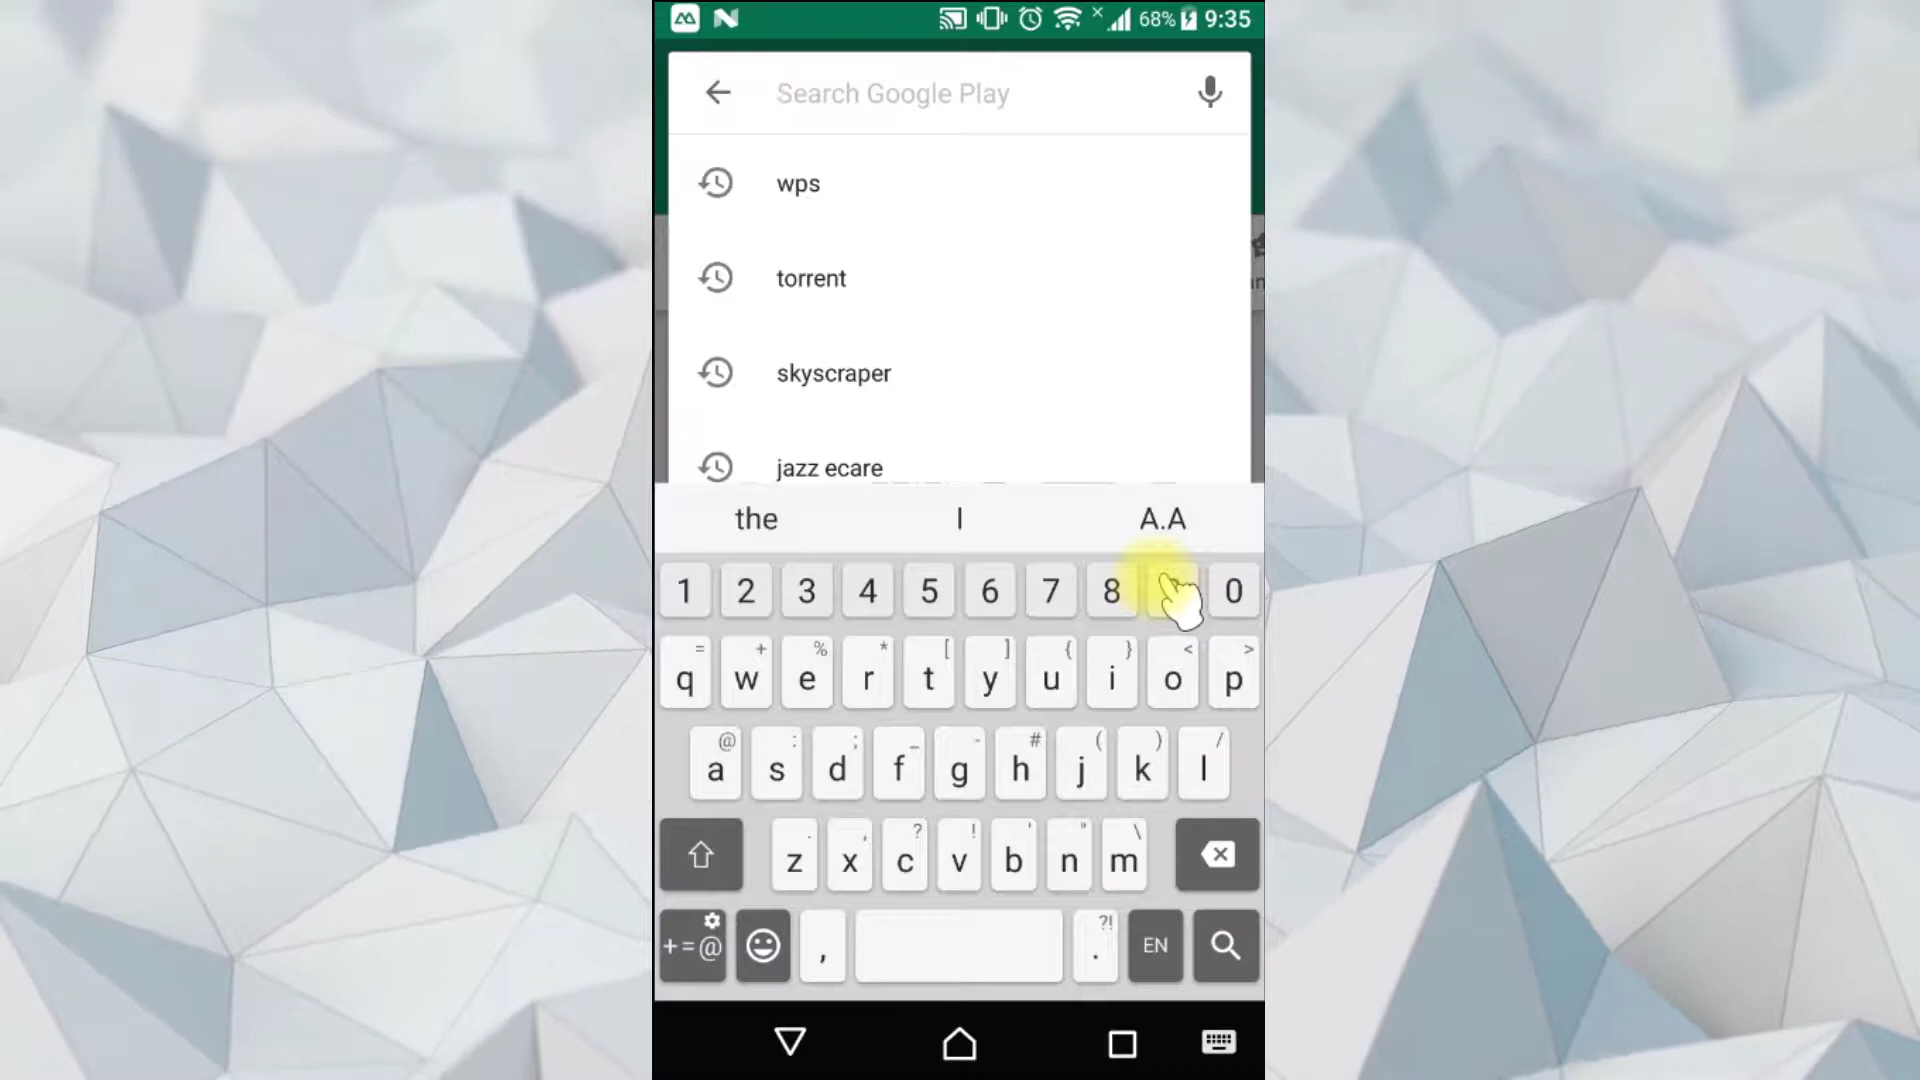 68% 9:35
Search Google Play
wps
torrent
skyscraper
jazz ecare
the I A.A
1 2 3 4 5 6 7 8 0
= + % * [ ] { } < >
q w e r t y u i o p
@ : ; _ - # ( ) /
a s d f g h j k l
. , ? ! ' " \
z x c v b n m
+=@ , ?! . EN